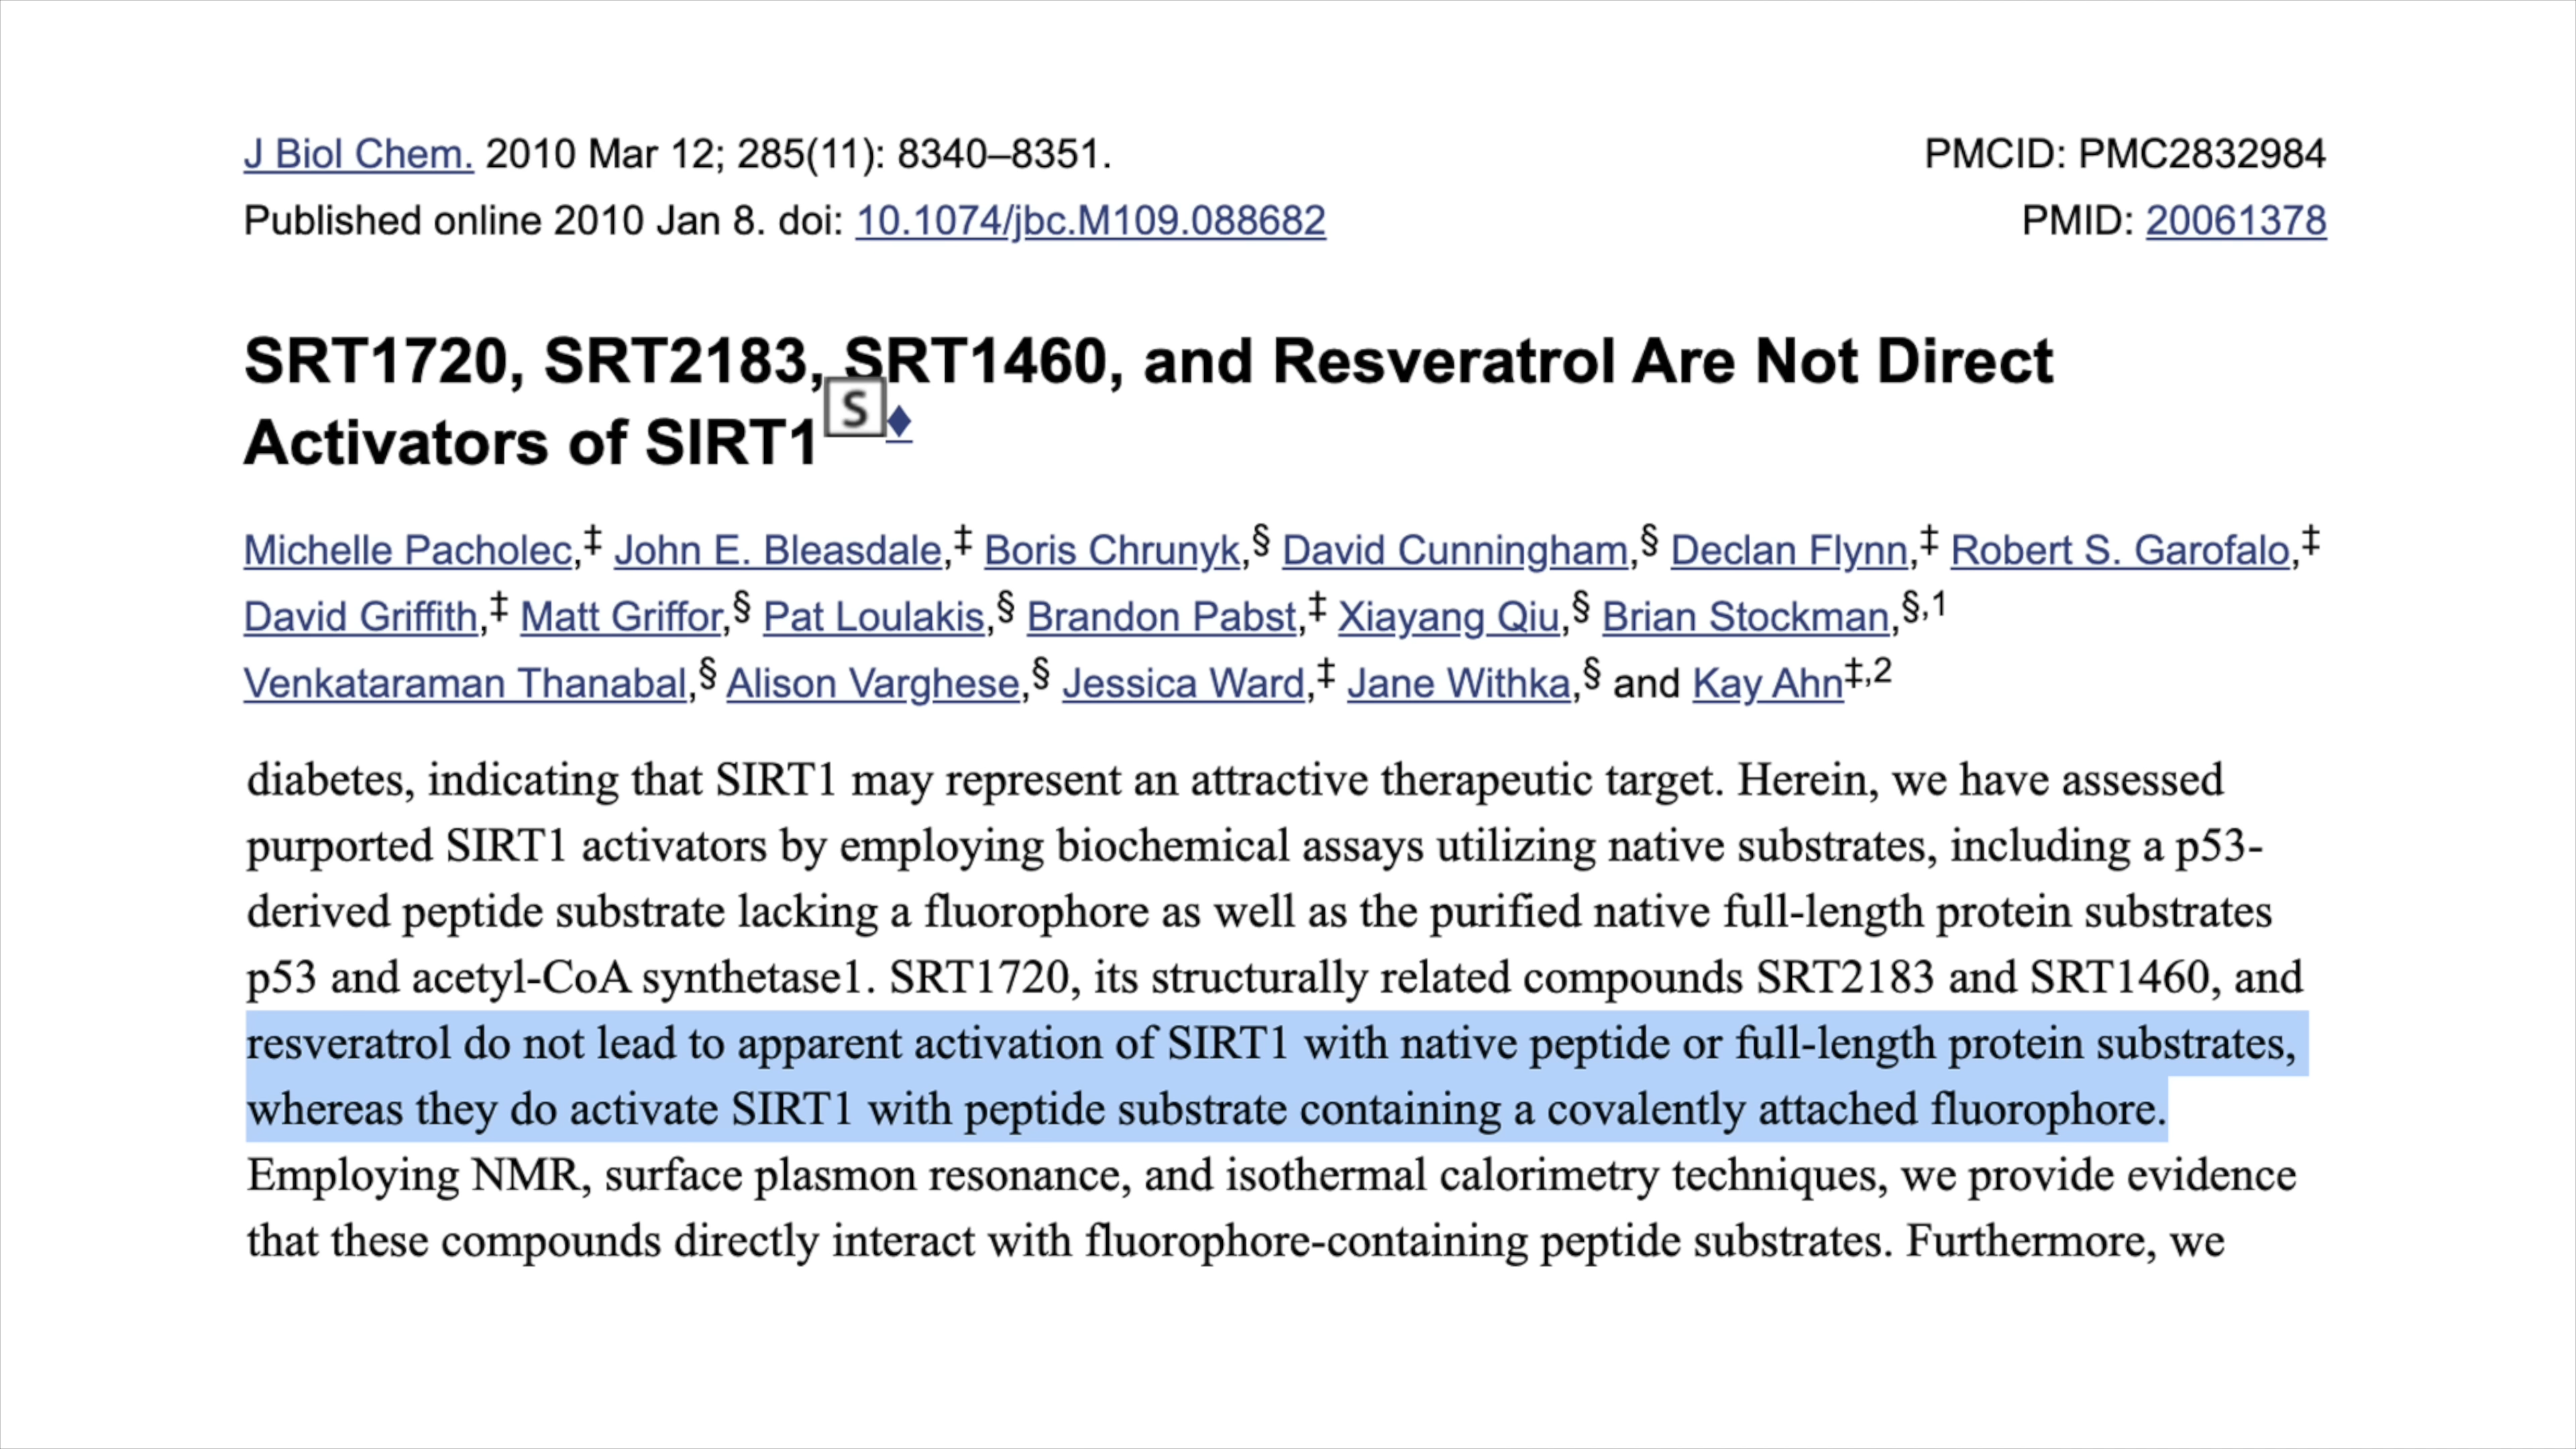 J Biol Chem. 2010 Mar 12; 285(11): 8340–8351.
PMCID: PMC2832984
Published online 2010 Jan 8. doi: 10.1074/jbc.M109.088682
PMID: 20061378
SRT1720, SRT2183, SRT1460, and Resveratrol Are Not Direct
Activators of SIRT1 S♦
Michelle Pacholec,‡ John E. Bleasdale,‡ Boris Chrunyk,§ David Cunningham,§ Declan Flynn,‡ Robert S. Garofalo,‡
David Griffith,‡ Matt Griffor,§ Pat Loulakis,§ Brandon Pabst,‡ Xiayang Qiu,§ Brian Stockman,§,1
Venkataraman Thanabal,§ Alison Varghese,§ Jessica Ward,‡ Jane Withka,§ and Kay Ahn‡,2
diabetes, indicating that SIRT1 may represent an attractive therapeutic target. Herein, we have assessed
purported SIRT1 activators by employing biochemical assays utilizing native substrates, including a p53-
derived peptide substrate lacking a fluorophore as well as the purified native full-length protein substrates
p53 and acetyl-CoA synthetase1. SRT1720, its structurally related compounds SRT2183 and SRT1460, and
resveratrol do not lead to apparent activation of SIRT1 with native peptide or full-length protein substrates,
whereas they do activate SIRT1 with peptide substrate containing a covalently attached fluorophore.
Employing NMR, surface plasmon resonance, and isothermal calorimetry techniques, we provide evidence
that these compounds directly interact with fluorophore-containing peptide substrates. Furthermore, we